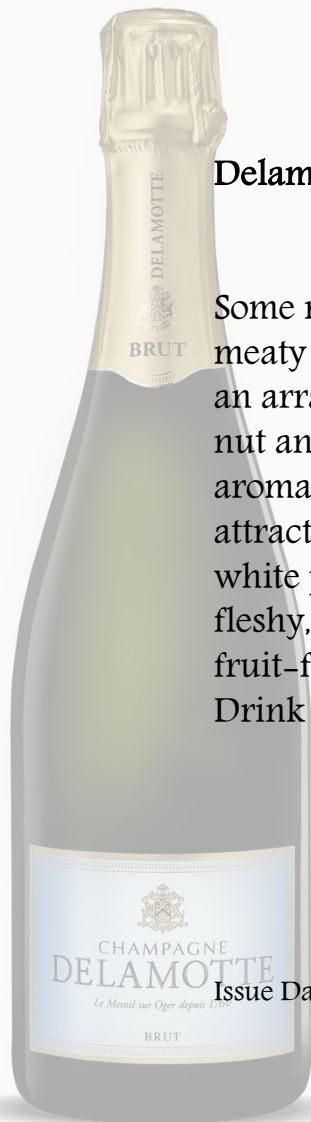 DELAMOTTE
BRUT
Delam
Some
meaty
an arra
nut an
aroma
attract
white
fleshy,
fruit-f
Drink
CHAMPAGNE
DELAMOTTE
Le Mesnil sur Oger depuis 1760
BRUT
Issue Da